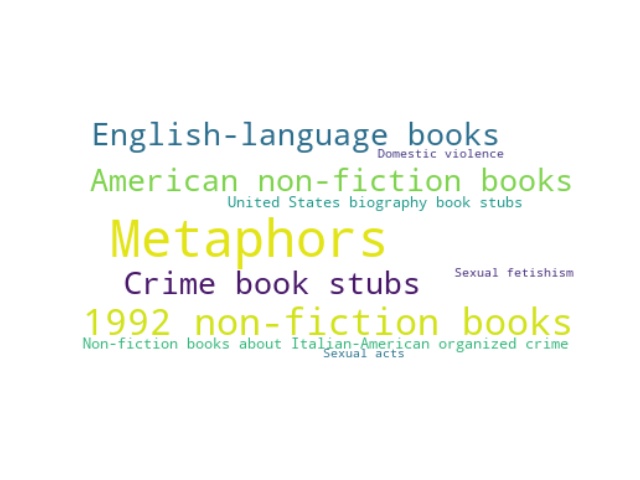 English-language books
Domestic violence
American non-fiction books
United States biography book stubs
Metaphors
Sexual fetishism
Crime book stubs
1992 non-fiction books
Non-fiction books about Italian-American organized crime
Sexual acts